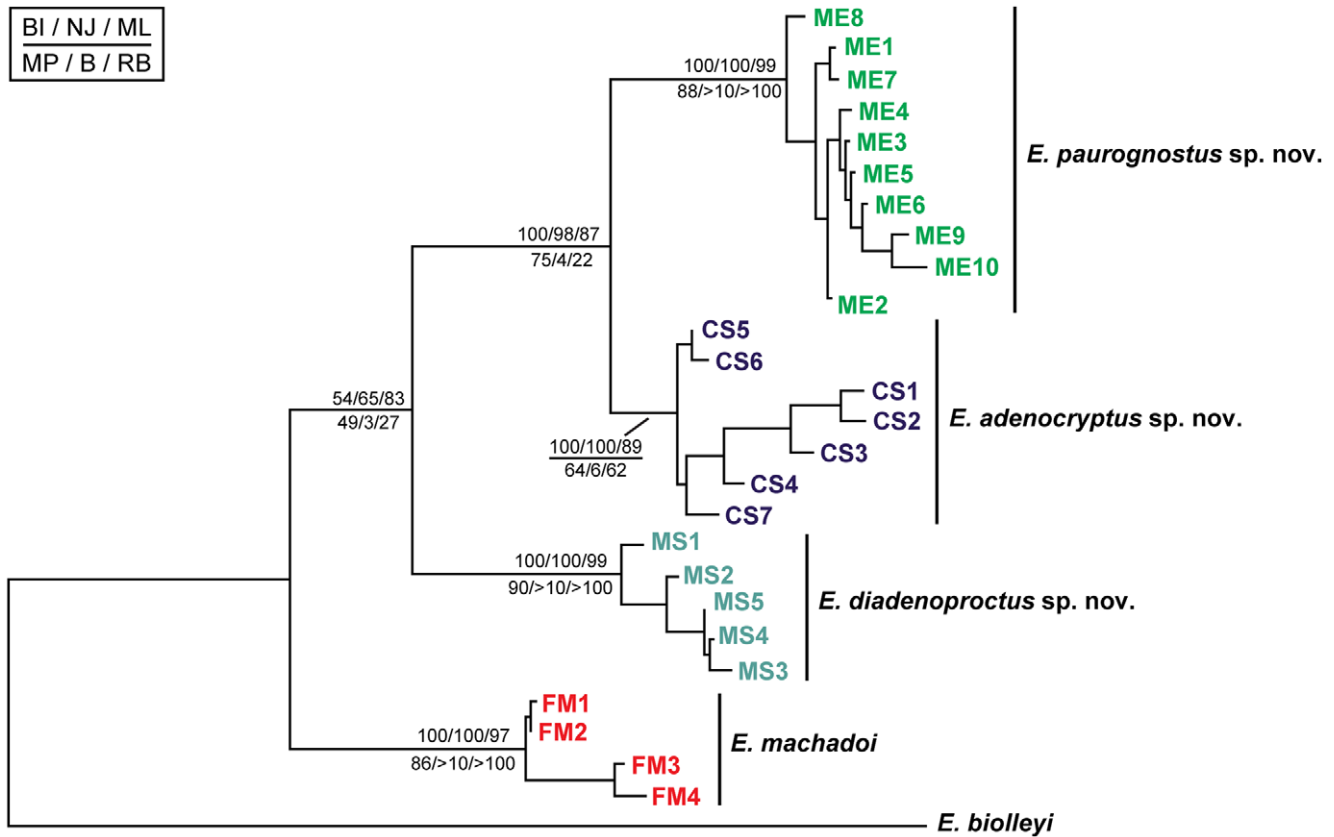 BI / NJ / ML
MP / B / RB
100/100/99
88/>10/>100
ME8
ME1
ME7
ME4
ME3
ME5
ME6
ME9
ME10
ME2
E. paurognostus sp. nov.
100/98/87
75/4/22
CS5
CS6
CS1
CS2
CS3
CS4
CS7
E. adenocryptus sp. nov.
100/100/89
64/6/62
54/65/83
49/3/27
100/100/99
90/>10/>100
MS1
MS2
MS5
MS4
MS3
E. diadenoproctus sp. nov.
100/100/97
86/>10/>100
FM1
FM2
FM3
FM4
E. machadoi
E. biolleyi